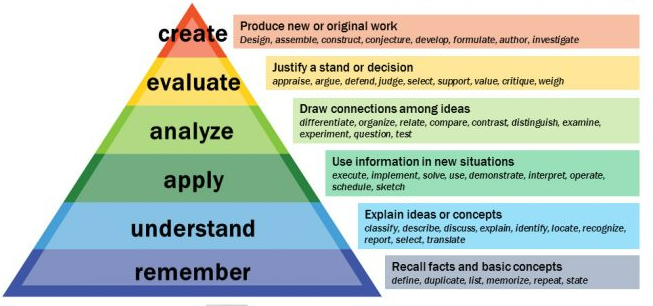 create
Produce new or original work
Design, assemble, construct, conjecture, develop, formulate, author, investigate
evaluate
Justify a stand or decision
appraise, argue, defend, judge, select, support, value, critique, weigh
analyze
Draw connections among ideas
differentiate, organize, relate, compare, contrast, distinguish, examine,
experiment, question, test
apply
Use information in new situations
execute, implement, solve, use, demonstrate, interpret, operate,
schedule, sketch
understand
Explain ideas or concepts
classify, describe, discuss, explain, identify, locate, recognize,
report, select, translate
remember
Recall facts and basic concepts
define, duplicate, list, memorize, repeat, state